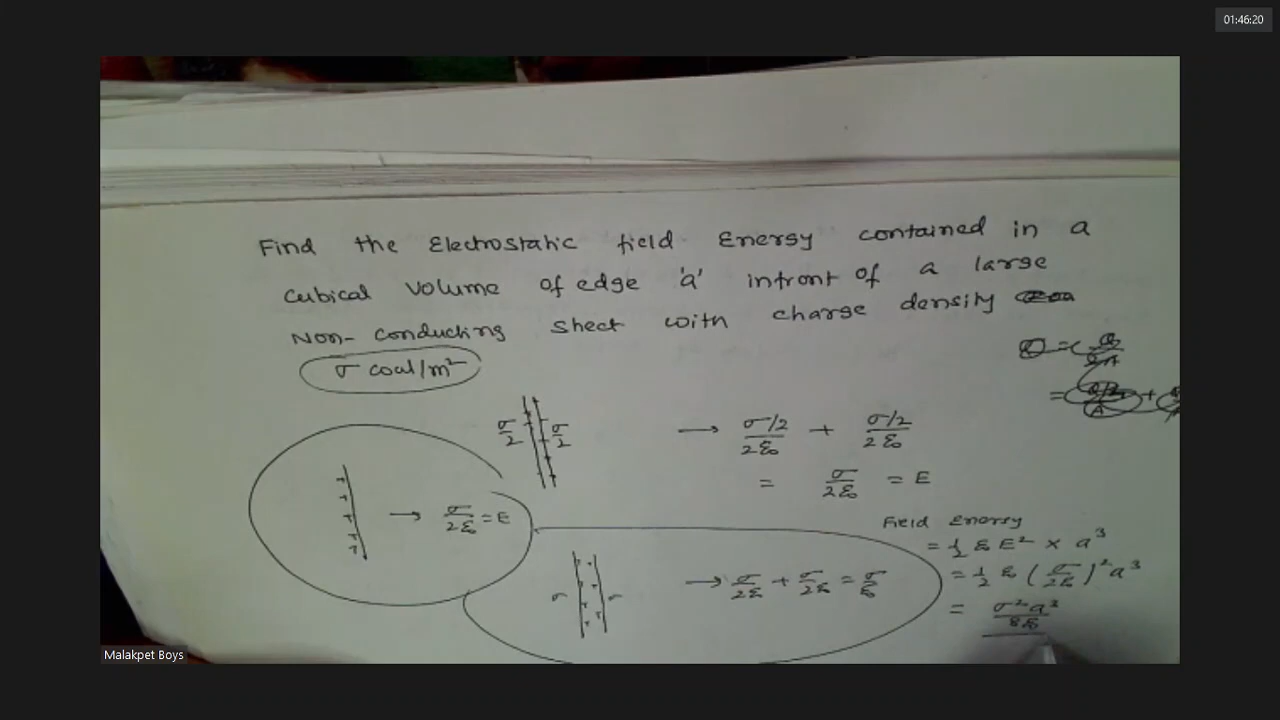 01:46:20
Find the Electrostatic field Energy contained in a
cubical volume of edge 'a' infront of a large
Non-conducting sheet with charge density
σ coul/m²
σ/2 σ/2 → (σ/2)/(2ε₀) + (σ/2)/(2ε₀)
= σ/(2ε₀) = E
→ σ/(2ε₀) = E
Field Energy
= ½ ε₀ E² × a³
σ σ → σ/(2ε₀) + σ/(2ε₀) = σ/ε₀
= ½ ε₀ (σ/(2ε₀))² a³
= σ²a³/(8ε₀)
Malakpet Boys